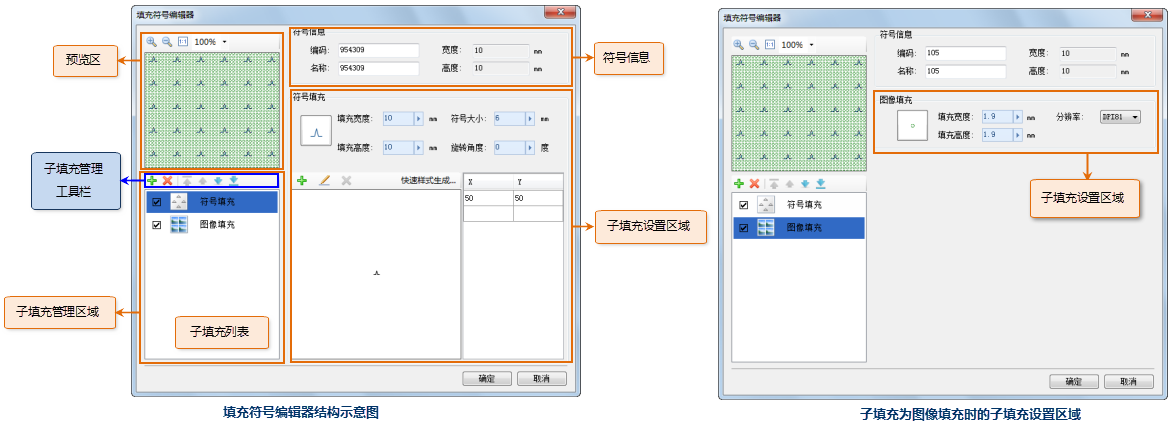 填充符号编辑器
预览区
100%
符号信息
编码: 954309 宽度: 10 mm
名称: 954309 高度: 10 mm
符号信息
符号填充
填充宽度: 10 mm 符号大小: 6 mm
填充高度: 10 mm 旋转角度: 0 度
子填充管理
工具栏
快速样式生成...
X Y
50 50
符号填充
图像填充
子填充设置区域
子填充管理区域
子填充列表
确定 取消
填充符号编辑器结构示意图
填充符号编辑器
100%
符号信息
编码: 105 宽度: 10 mm
名称: 105 高度: 10 mm
图像填充
填充宽度: 1.9 mm 分辨率: DPI81
填充高度: 1.9 mm
子填充设置区域
符号填充
图像填充
确定 取消
子填充为图像填充时的子填充设置区域